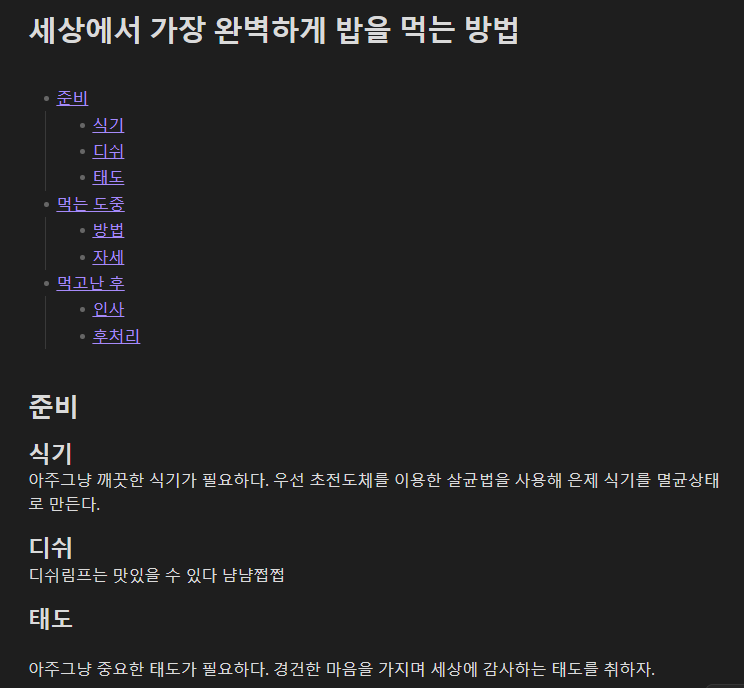 세상에서 가장 완벽하게 밥을 먹는 방법
준비
식기
디쉬
태도
먹는 도중
방법
자세
먹고난 후
인사
후처리
준비
식기
아주그냥 깨끗한 식기가 필요하다. 우선 초전도체를 이용한 살균법을 사용해 은제 식기를 멸균상태
로 만든다.
디쉬
디쉬림프는 맛있을 수 있다 냠냠쩝쩝
태도
아주그냥 중요한 태도가 필요하다. 경건한 마음을 가지며 세상에 감사하는 태도를 취하자.